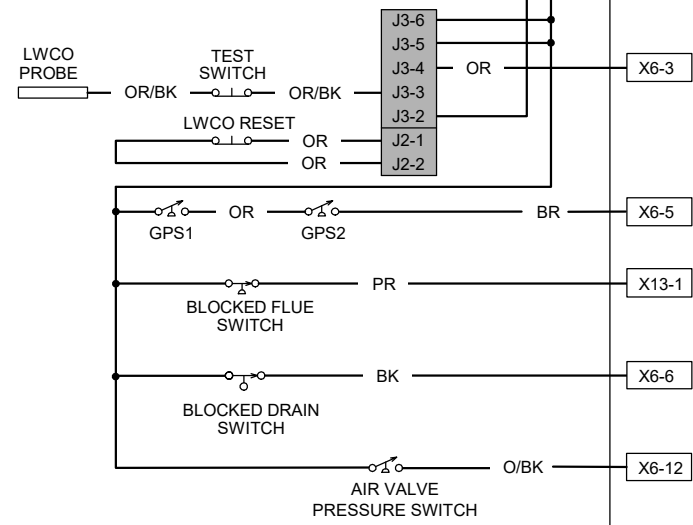 J3-6
LWCO
PROBE
TEST
SWITCH
J3-5
J3-4
OR
X6-3
OR/BK
OR/BK
J3-3
LWCO RESET
J3-2
OR
J2-1
OR
J2-2
OR
BR
X6-5
GPS1
GPS2
PR
X13-1
BLOCKED FLUE
SWITCH
BK
X6-6
BLOCKED DRAIN
SWITCH
O/BK
X6-12
AIR VALVE
PRESSURE SWITCH